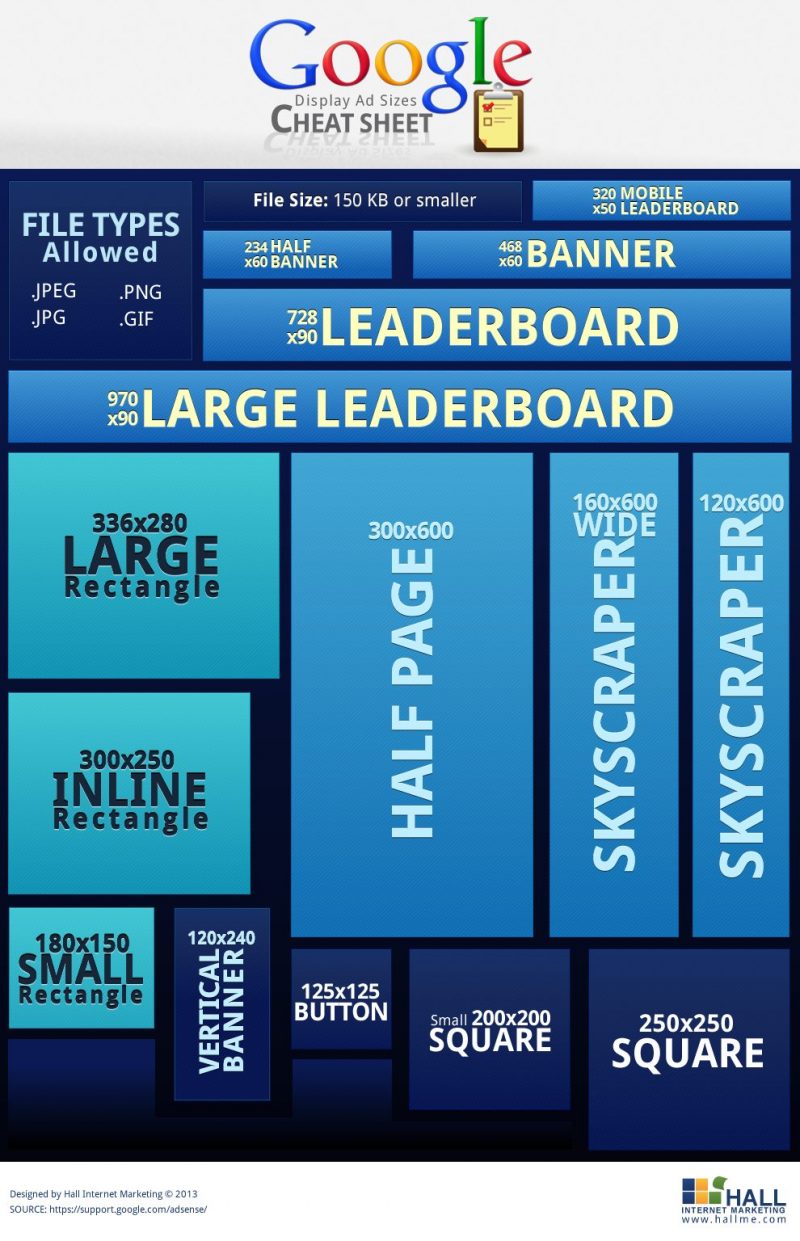 Google
Display Ad Sizes
CHEAT SHEET
FILE TYPES
Allowed
.JPEG .PNG
.JPG .GIF
File Size: 150 KB or smaller
320 MOBILE
x50 LEADERBOARD
234 HALF
x60 BANNER
468
x60 BANNER
728
x90 LEADERBOARD
970
x90 LARGE LEADERBOARD
336x280
LARGE
Rectangle
300x600
HALF PAGE
160x600
WIDE
SKYSCRAPER
120x600
SKYSCRAPER
300x250
INLINE
Rectangle
180x150
SMALL
Rectangle
120x240
VERTICAL
BANNER
125x125
BUTTON
Small 200x200
SQUARE
250x250
SQUARE
Designed by Hall Internet Marketing © 2013
SOURCE: https://support.google.com/adsense/
HALL
INTERNET MARKETING
www.hallme.com